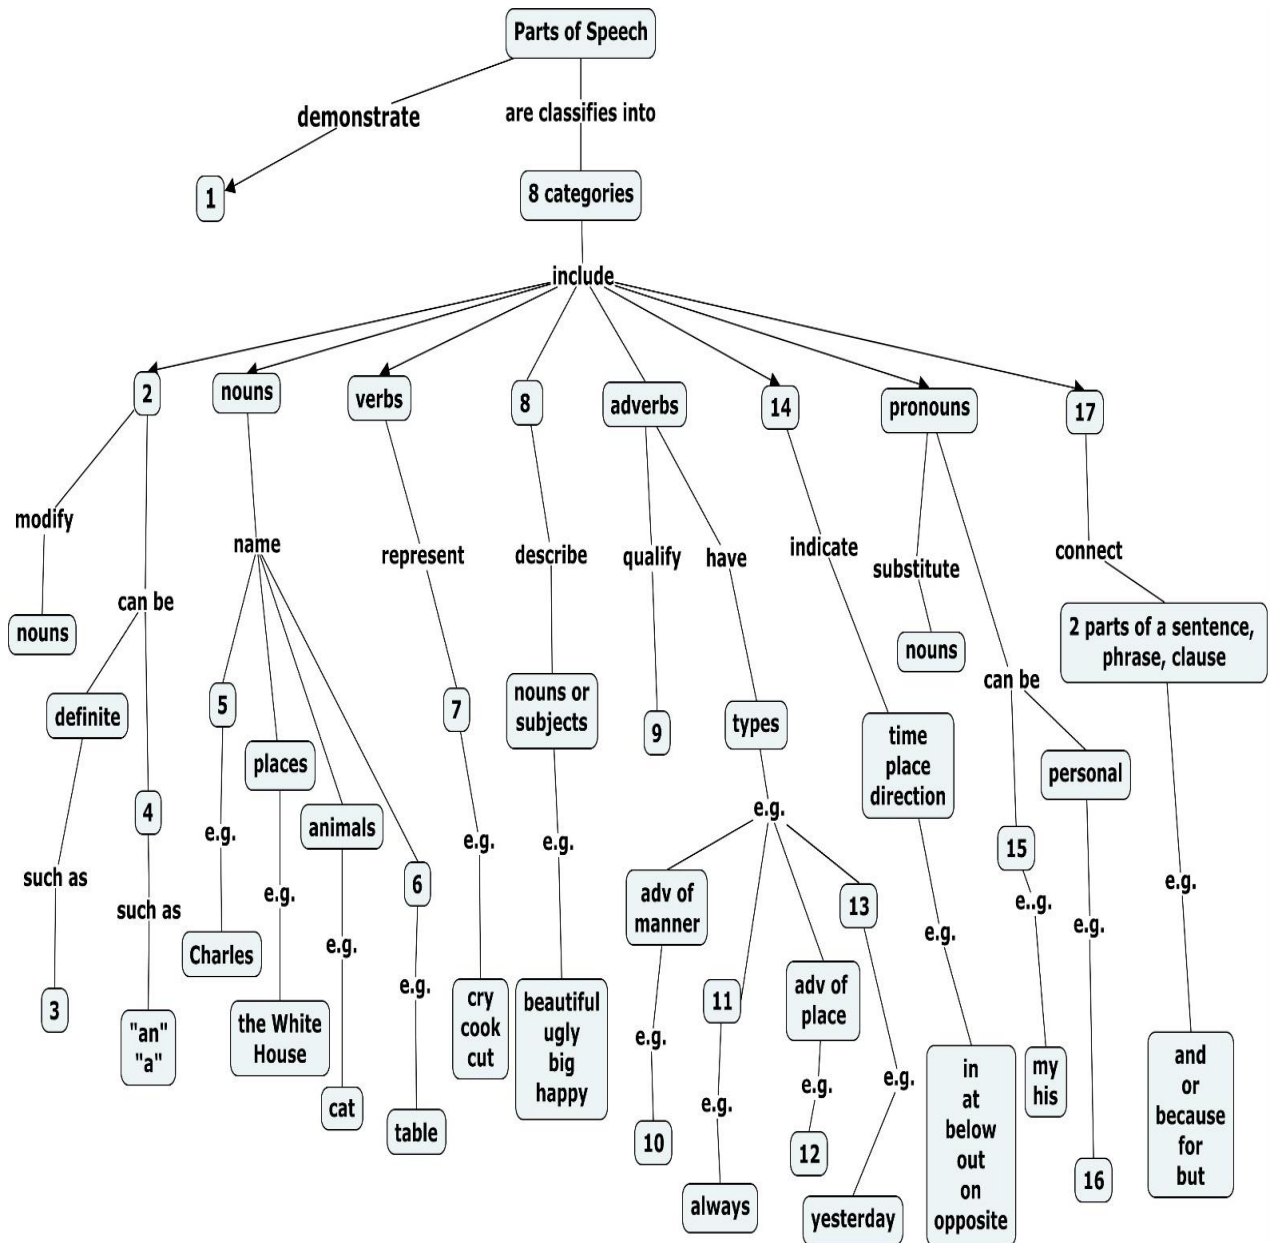 Parts of Speech
demonstrate
are classifies into
1
8 categories
include
2
nouns
verbs
8
adverbs
14
pronouns
17
modify
name
represent
describe
qualify
have
indicate
substitute
connect
can be
nouns
nouns
can be
2 parts of a sentence,
phrase, clause
definite
5
7
nouns or
subjects
9
types
time
place
direction
places
personal
4
animals
e.g.
e.g.
e.g.
e.g.
15
such as
such as
6
e.g.
adv of
manner
13
e..g.
e.g.
e.g.
Charles
e.g.
e.g.
e.g.
3
"an"
"a"
the White
House
cry
cook
cut
beautiful
ugly
big
happy
11
adv of
place
e.g.
e.g.
e.g.
e.g.
in
at
below
out
on
opposite
my
his
and
or
because
for
but
cat
table
10
12
16
always
yesterday